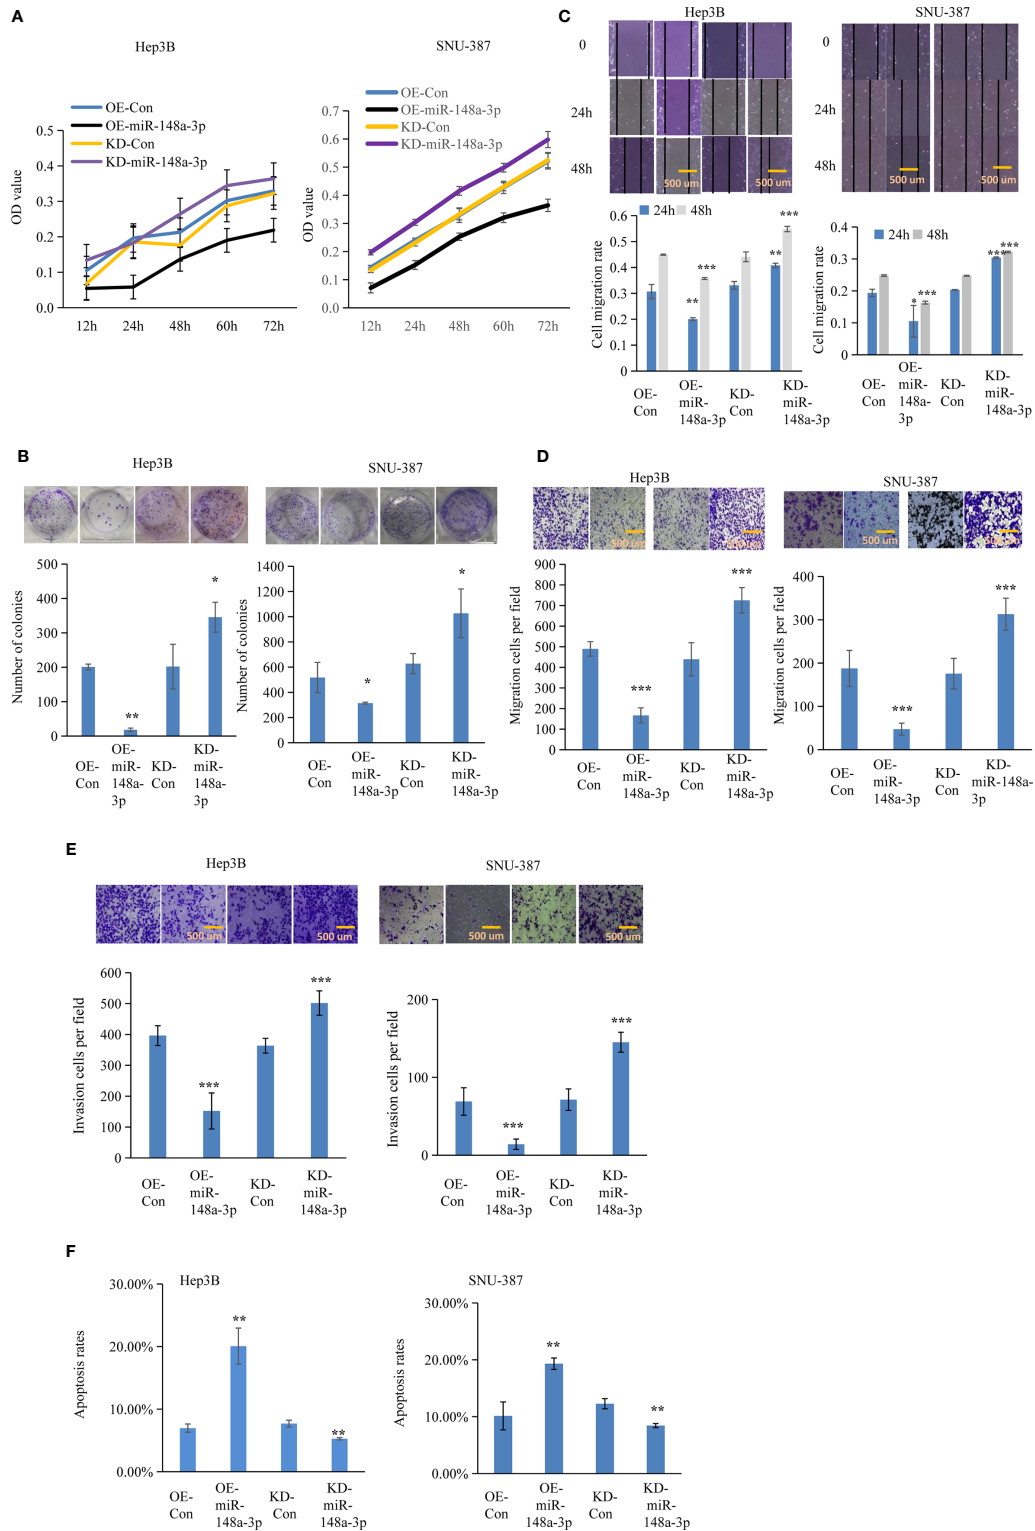 A
Hep3B
OE-Con
OE-miR-148a-3p
KD-Con
KD-miR-148a-3p
OD value
0.5
0.4
0.3
0.2
0.1
0.0
12h 24h 48h 60h 72h
SNU-387
OE-Con
OE-miR-148a-3p
KD-Con
KD-miR-148a-3p
OD value
0.7
0.6
0.5
0.4
0.3
0.2
0.1
0.0
12h 24h 48h 60h 72h
C
Hep3B
0
24h
48h
500 um 500 um
Cell migration rate
0.6
0.5
0.4
0.3
0.2
0.1
0
24h 48h
** *** ** ***
OE-
Con
OE-
miR-
148a-3p
KD-
Con
KD-
miR-
148a-3p
SNU-387
0
24h
48h
500 um 500 um
Cell migration rate
0.4
0.3
0.2
0.1
0
24h 48h
* *** *** ***
OE-
Con
OE-
miR-
148a-
3p
KD-
Con
KD-
miR-
148a-3p
B
Hep3B
Number of colonies
500
400
300
200
100
0
** *
OE-
Con
OE-
miR-
148a-
3p
KD-
Con
KD-
miR-
148a-
3p
SNU-387
Number of colonies
1400
1200
1000
800
600
400
200
0
* *
OE-
Con
OE-
miR-
148a-3p
KD-
Con
KD-
miR-
148a-3p
D
Hep3B
500 um 500 um
Migration cells per field
900
800
700
600
500
400
300
200
100
0
*** ***
OE-
Con
OE-
miR-
148a-3p
KD-
Con
KD-
miR-
148a-3p
SNU-387
500 um 500 um
Migration cells per field
400
300
200
100
0
*** ***
OE-
Con
OE-
miR-
148a-3p
KD-
Con
KD-
miR-148a-
3p
E
Hep3B
500 um 500 um
Invasion cells per field
600
500
400
300
200
100
0
*** ***
OE-
Con
OE-
miR-
148a-3p
KD-
Con
KD-
miR-
148a-3p
SNU-387
500 um 500 um
Invasion cells per field
200
100
0
*** ***
OE-
Con
OE-
miR-
148a-3p
KD-
Con
KD-
miR-
148a-3p
F
Hep3B
Apoptosis rates
30.00%
20.00%
10.00%
0.00%
** **
OE-
Con
OE-
miR-
148a-3p
KD-
Con
KD-
miR-
148a-3p
SNU-387
Apoptosis rates
30.00%
20.00%
10.00%
0.00%
** **
OE-
Con
OE-
miR-
148a-3p
KD-
Con
KD-
miR-
148a-3p